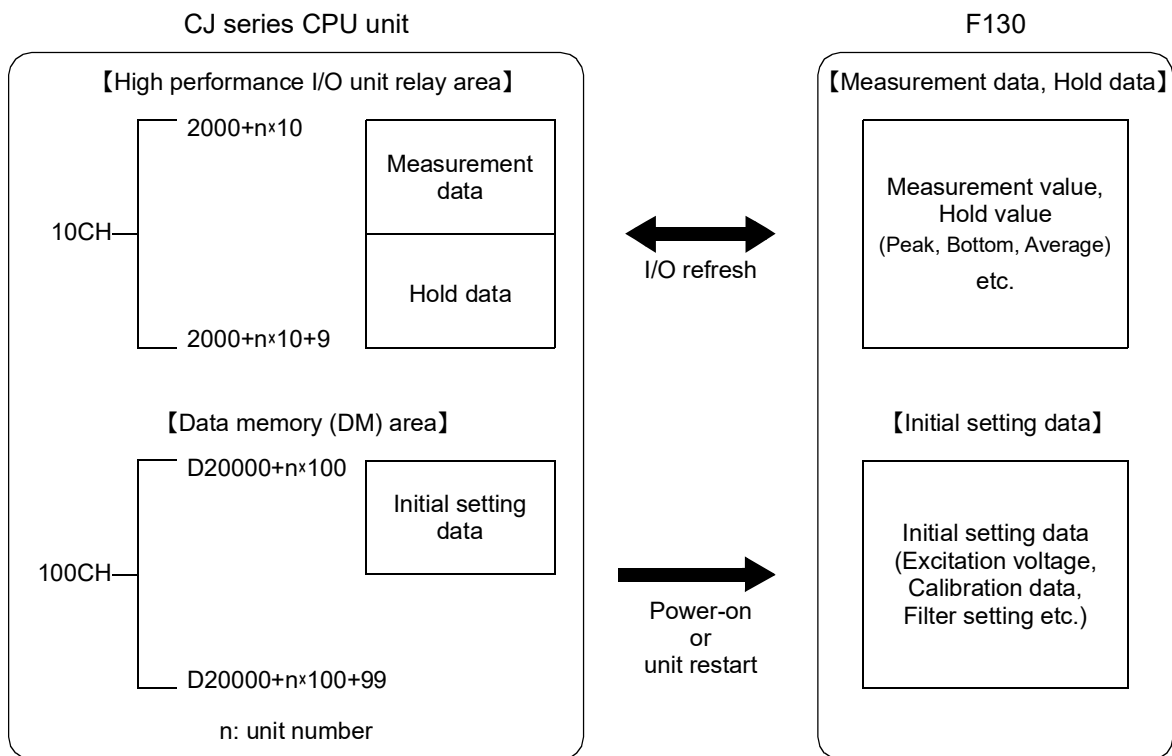 CJ series CPU unit
F130
【High performance I/O unit relay area】
2000+n×10
10CH
2000+n×10+9
Measurement
data
Hold data
I/O refresh
【Measurement data, Hold data】
Measurement value,
Hold value
(Peak, Bottom, Average)
etc.
【Data memory (DM) area】
D20000+n×100
100CH
D20000+n×100+99
Initial setting
data
n: unit number
Power-on
or
unit restart
【Initial setting data】
Initial setting data
(Excitation voltage,
Calibration data,
Filter setting etc.)